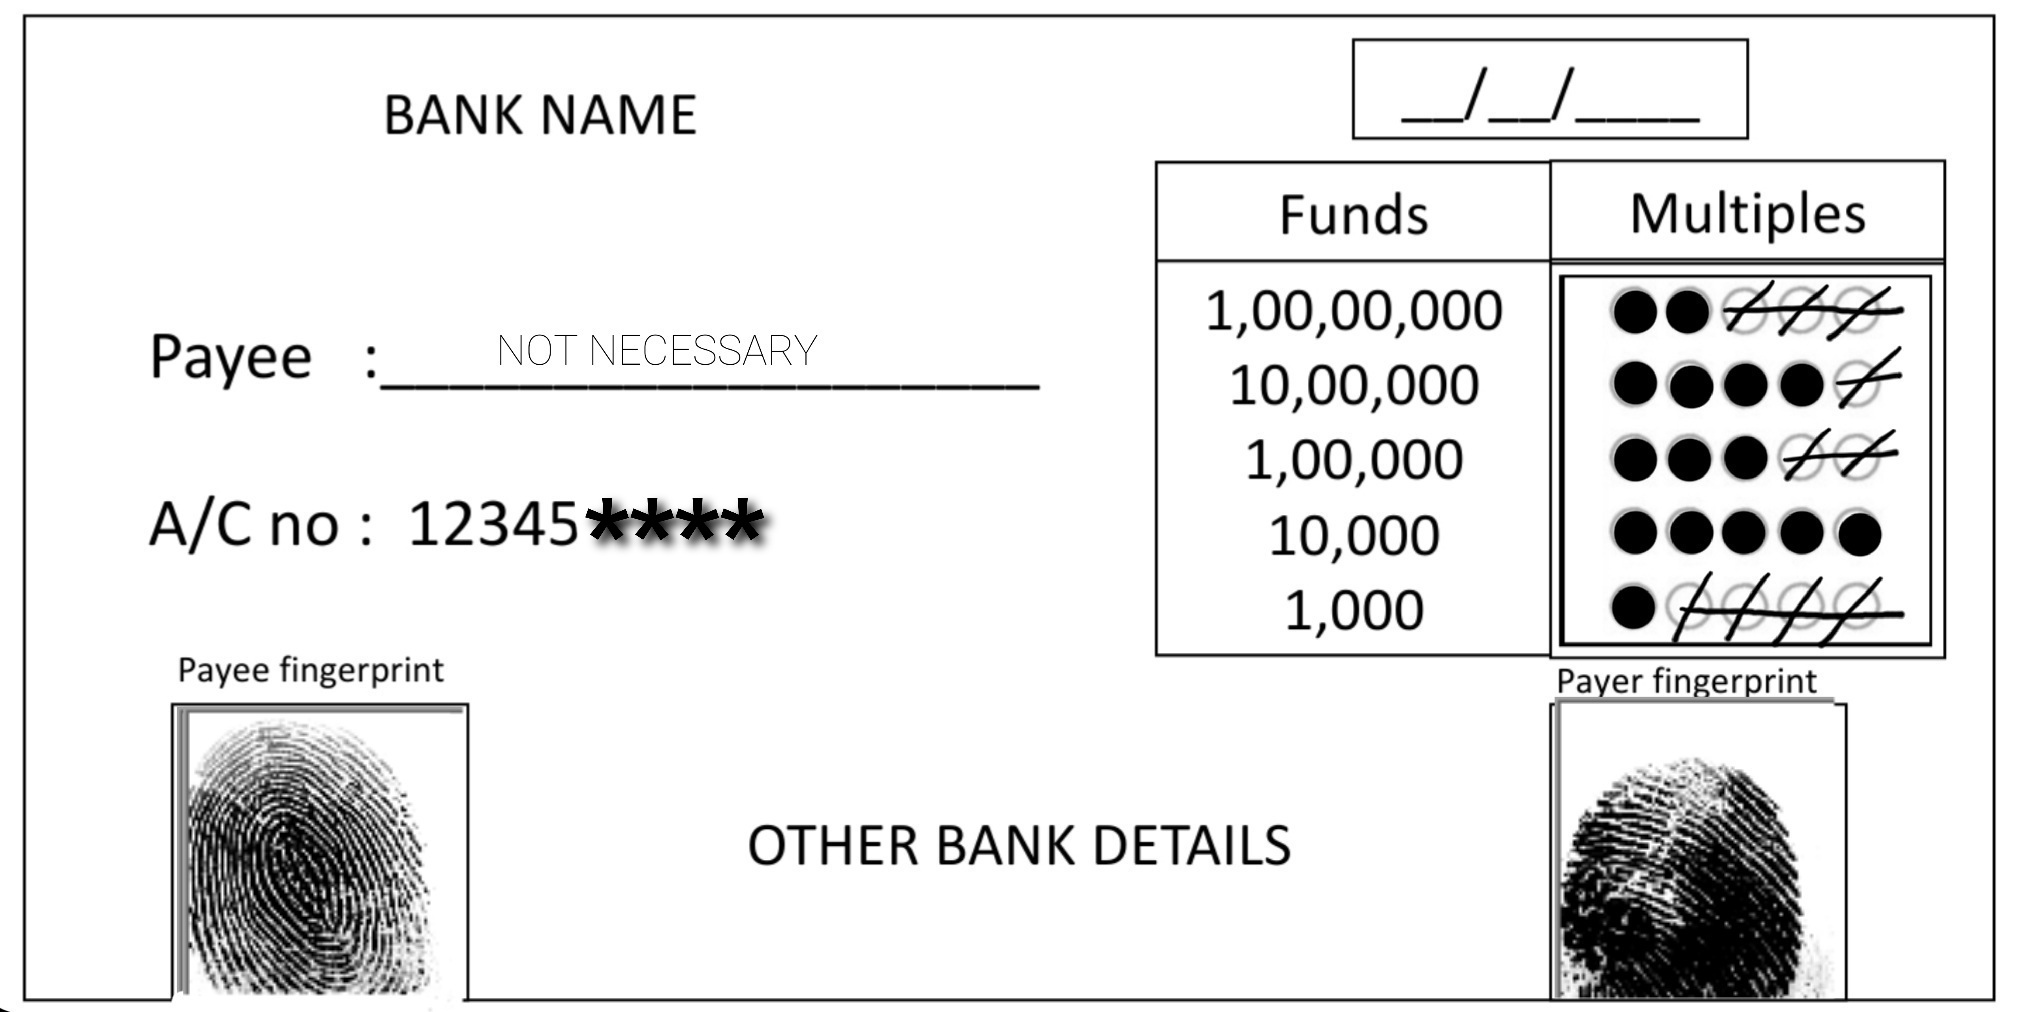 __/__/____
BANK NAME
Funds Multiples
1,00,00,000
10,00,000
1,00,000
10,000
1,000
Payee : NOT NECESSARY
A/C no : 12345****
Payee fingerprint
Payer fingerprint
OTHER BANK DETAILS